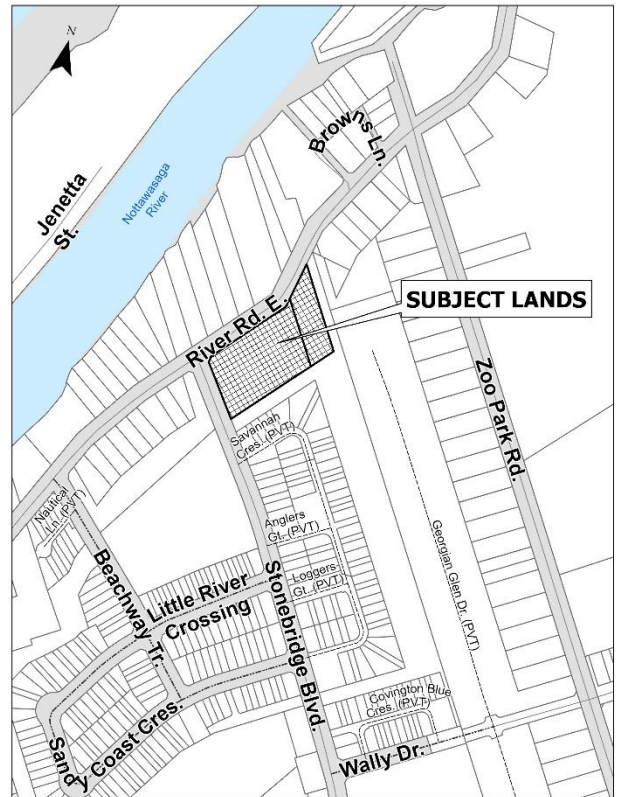 N
Jenetta
St.
Nottawasaga
River
Browns Ln.
SUBJECT LANDS
River Rd. E.
Zoo Park Rd.
Savannah
Cres. (PVT)
Nautical
Ln. (PVT)
Anglers
Gt. (PVT)
Georgian Glen Dr. (PVT)
Loggers
Gt. (PVT)
Beachway Tr.
Little River
Crossing
Stonebridge Blvd.
Sandy Coast Cres.
Covington Blue
Cres. (PVT)
Wally Dr.